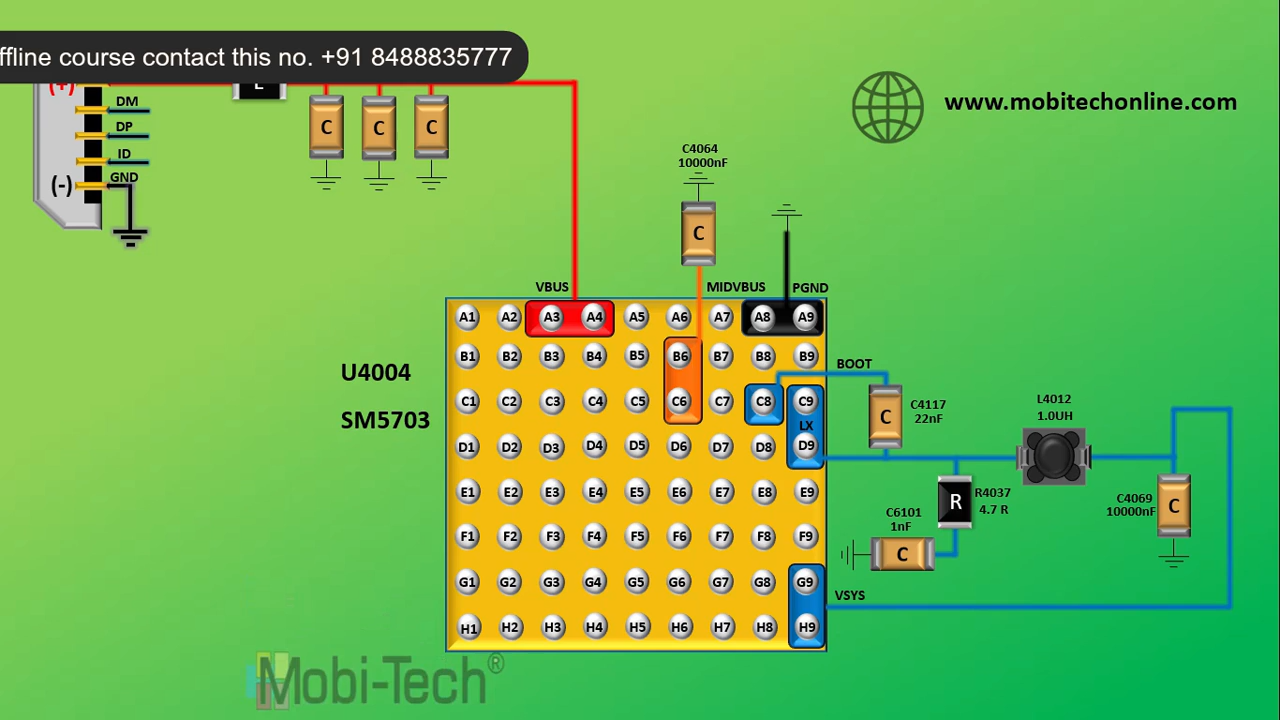 ffline course contact this no. +91 8488835777
www.mobitechonline.com
(+)
DM
DP
ID
GND
(-)
L
C
C
C
C4064
10000nF
C
VBUS
MIDVBUS
PGND
U4004
SM5703
A1 A2 A3 A4 A5 A6 A7 A8 A9
B1 B2 B3 B4 B5 B6 B7 B8 B9
C1 C2 C3 C4 C5 C6 C7 C8 C9
LX
D1 D2 D3 D4 D5 D6 D7 D8 D9
E1 E2 E3 E4 E5 E6 E7 E8 E9
F1 F2 F3 F4 F5 F6 F7 F8 F9
G1 G2 G3 G4 G5 G6 G7 G8 G9
H1 H2 H3 H4 H5 H6 H7 H8 H9
BOOT
C
C4117
22nF
L4012
1.0UH
R
R4037
4.7 R
C6101
1nF
C
C4069
10000nF
C
VSYS
Mobi-Tech®